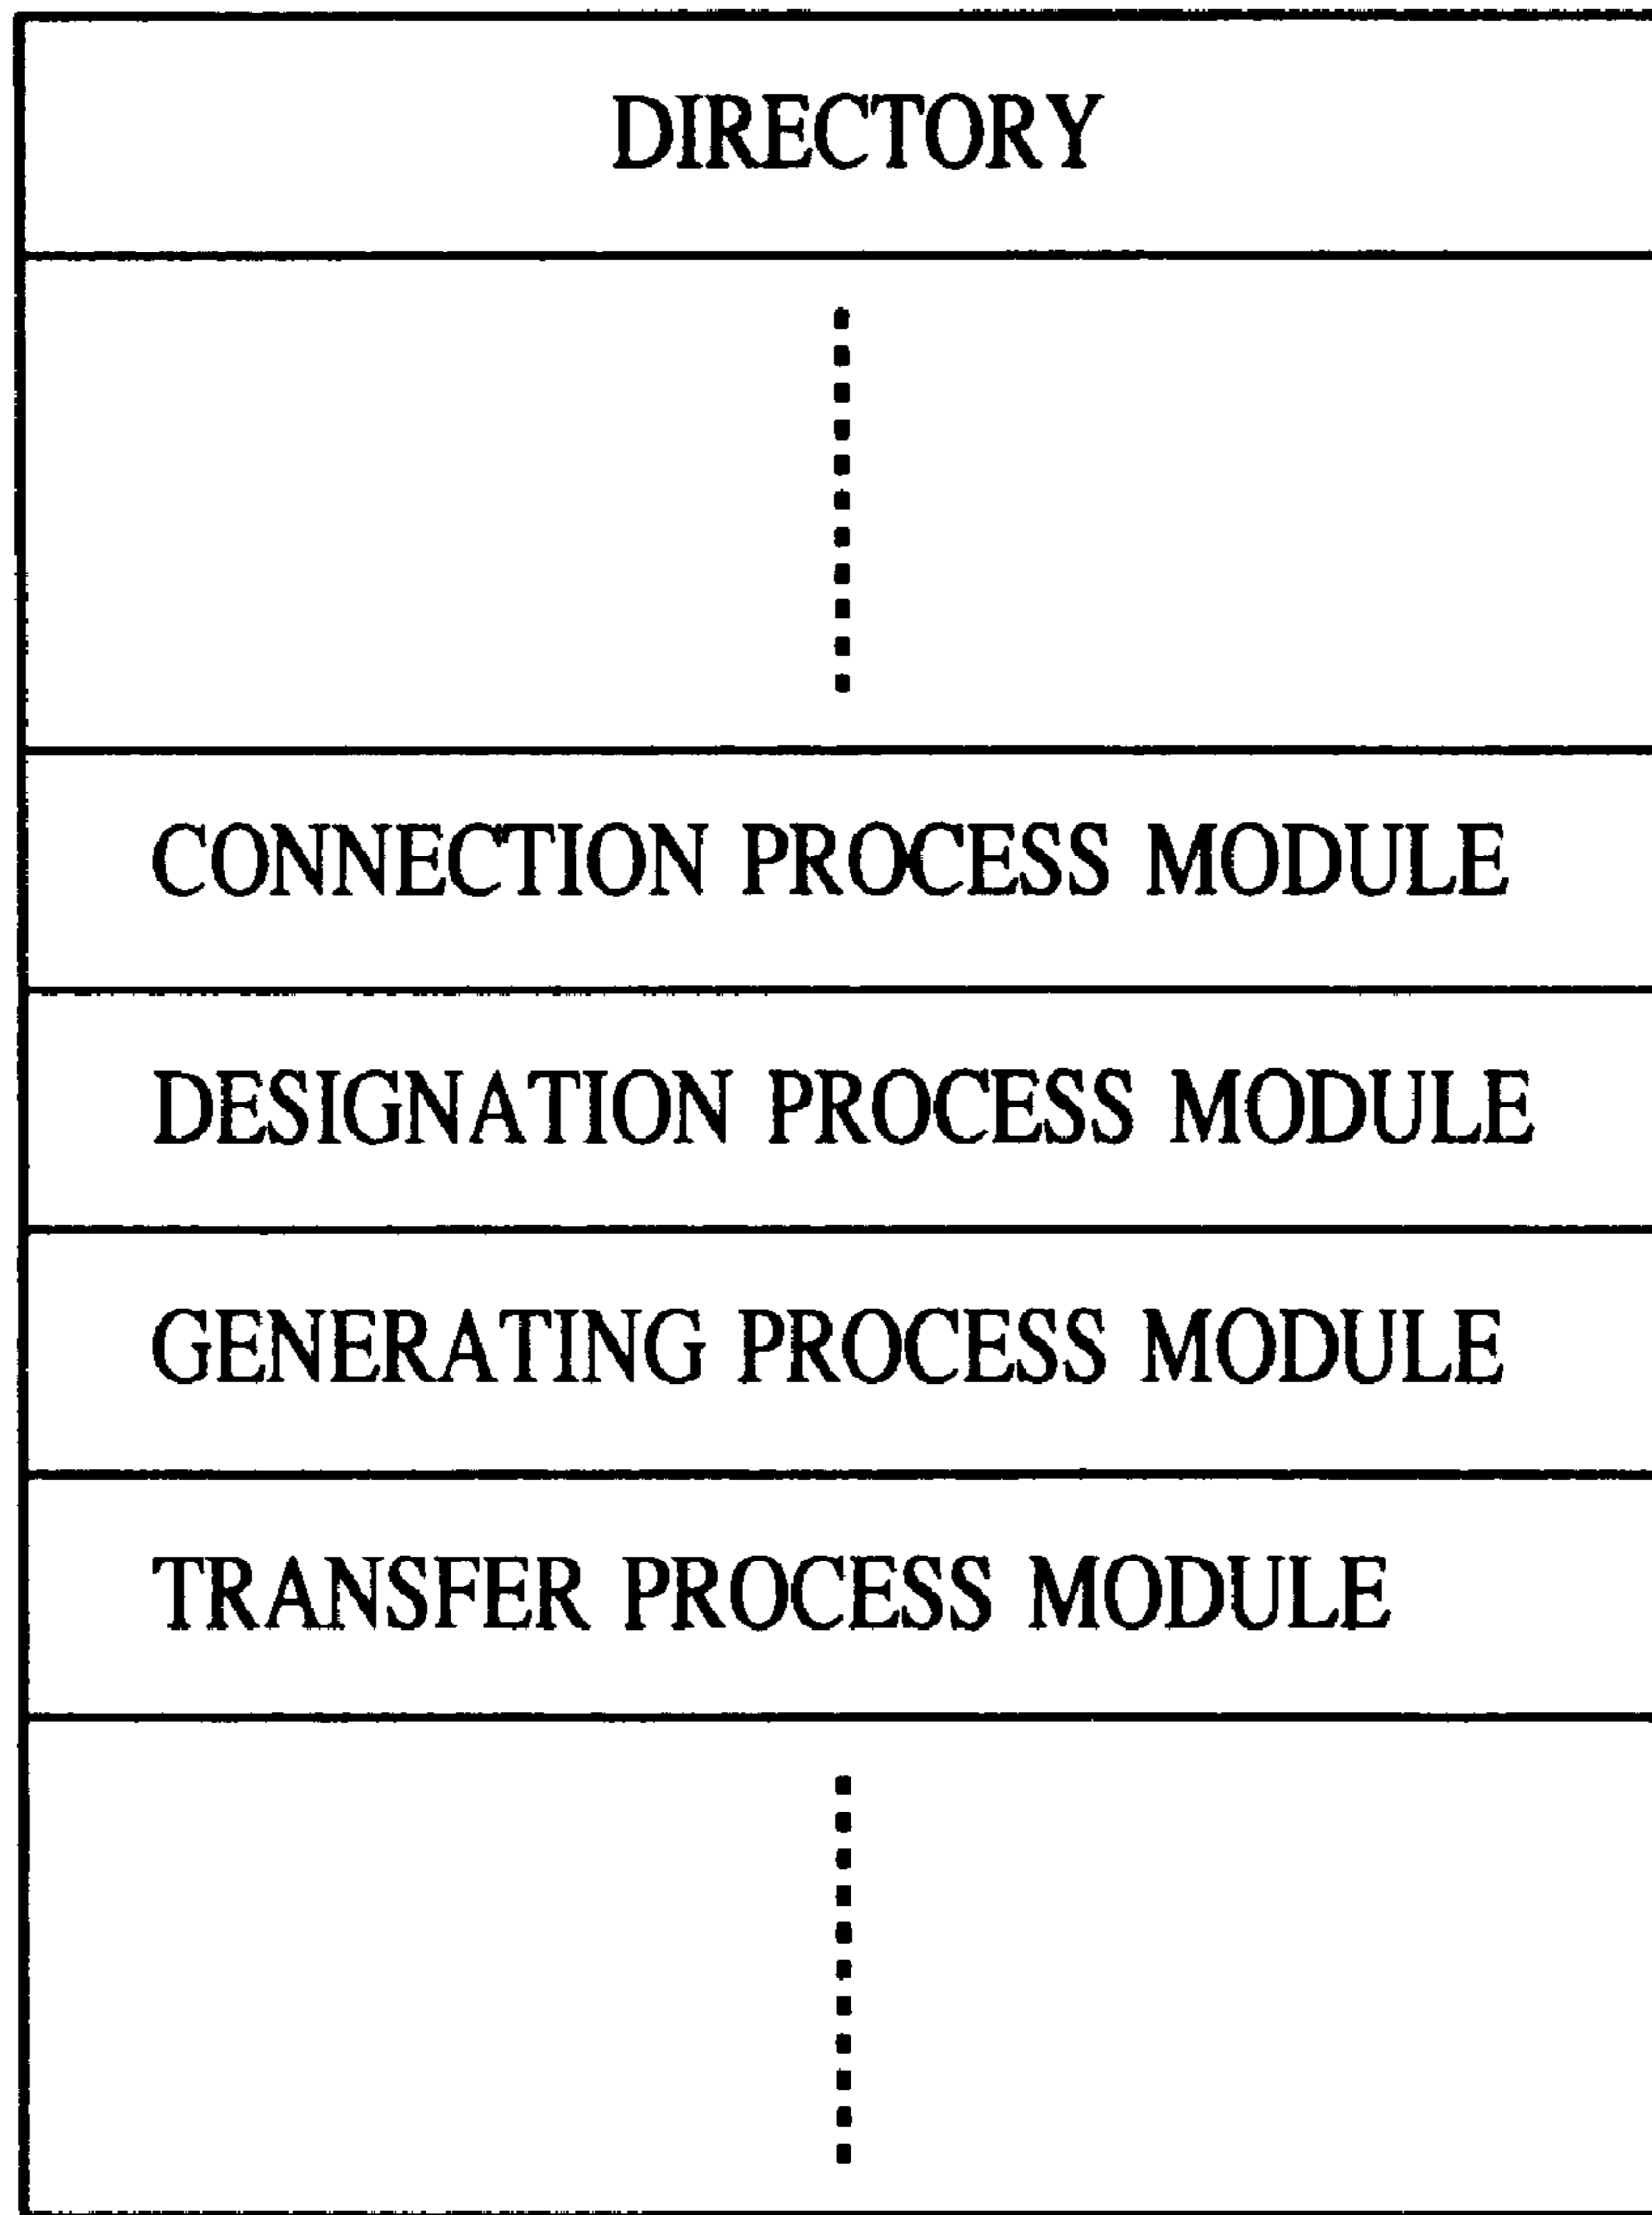 DIRECTORY
CONNECTION PROCESS MODULE
DESIGNATION PROCESS MODULE
GENERATING PROCESS MODULE
TRANSFER PROCESS MODULE